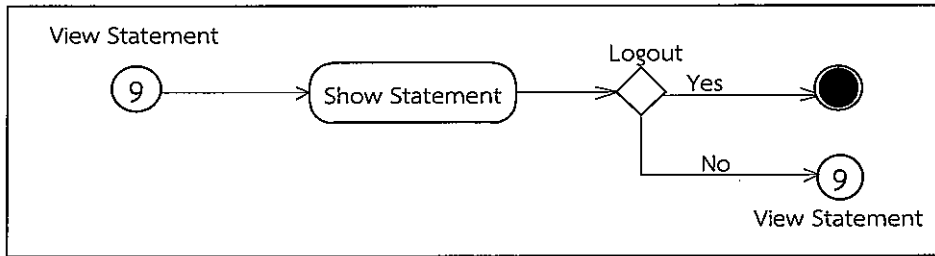 View Statement
9
Show Statement
Logout
Yes
No
9
View Statement